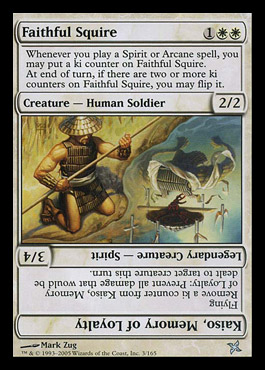 Faithful Squire 1
Whenever you play a Spirit or Arcane spell, you
may put a ki counter on Faithful Squire.
At end of turn, if there are two or more ki
counters on Faithful Squire, you may flip it.
Creature — Human Soldier 2/2
Kaiso, Memory of Loyalty
Flying
Remove a ki counter from Kaiso, Memory
of Loyalty: Prevent all damage that would be
dealt to target creature this turn.
Legendary Creature — Spirit 3/4
Mark Zug
™ & © 1993-2005 Wizards of the Coast, Inc. 3/165